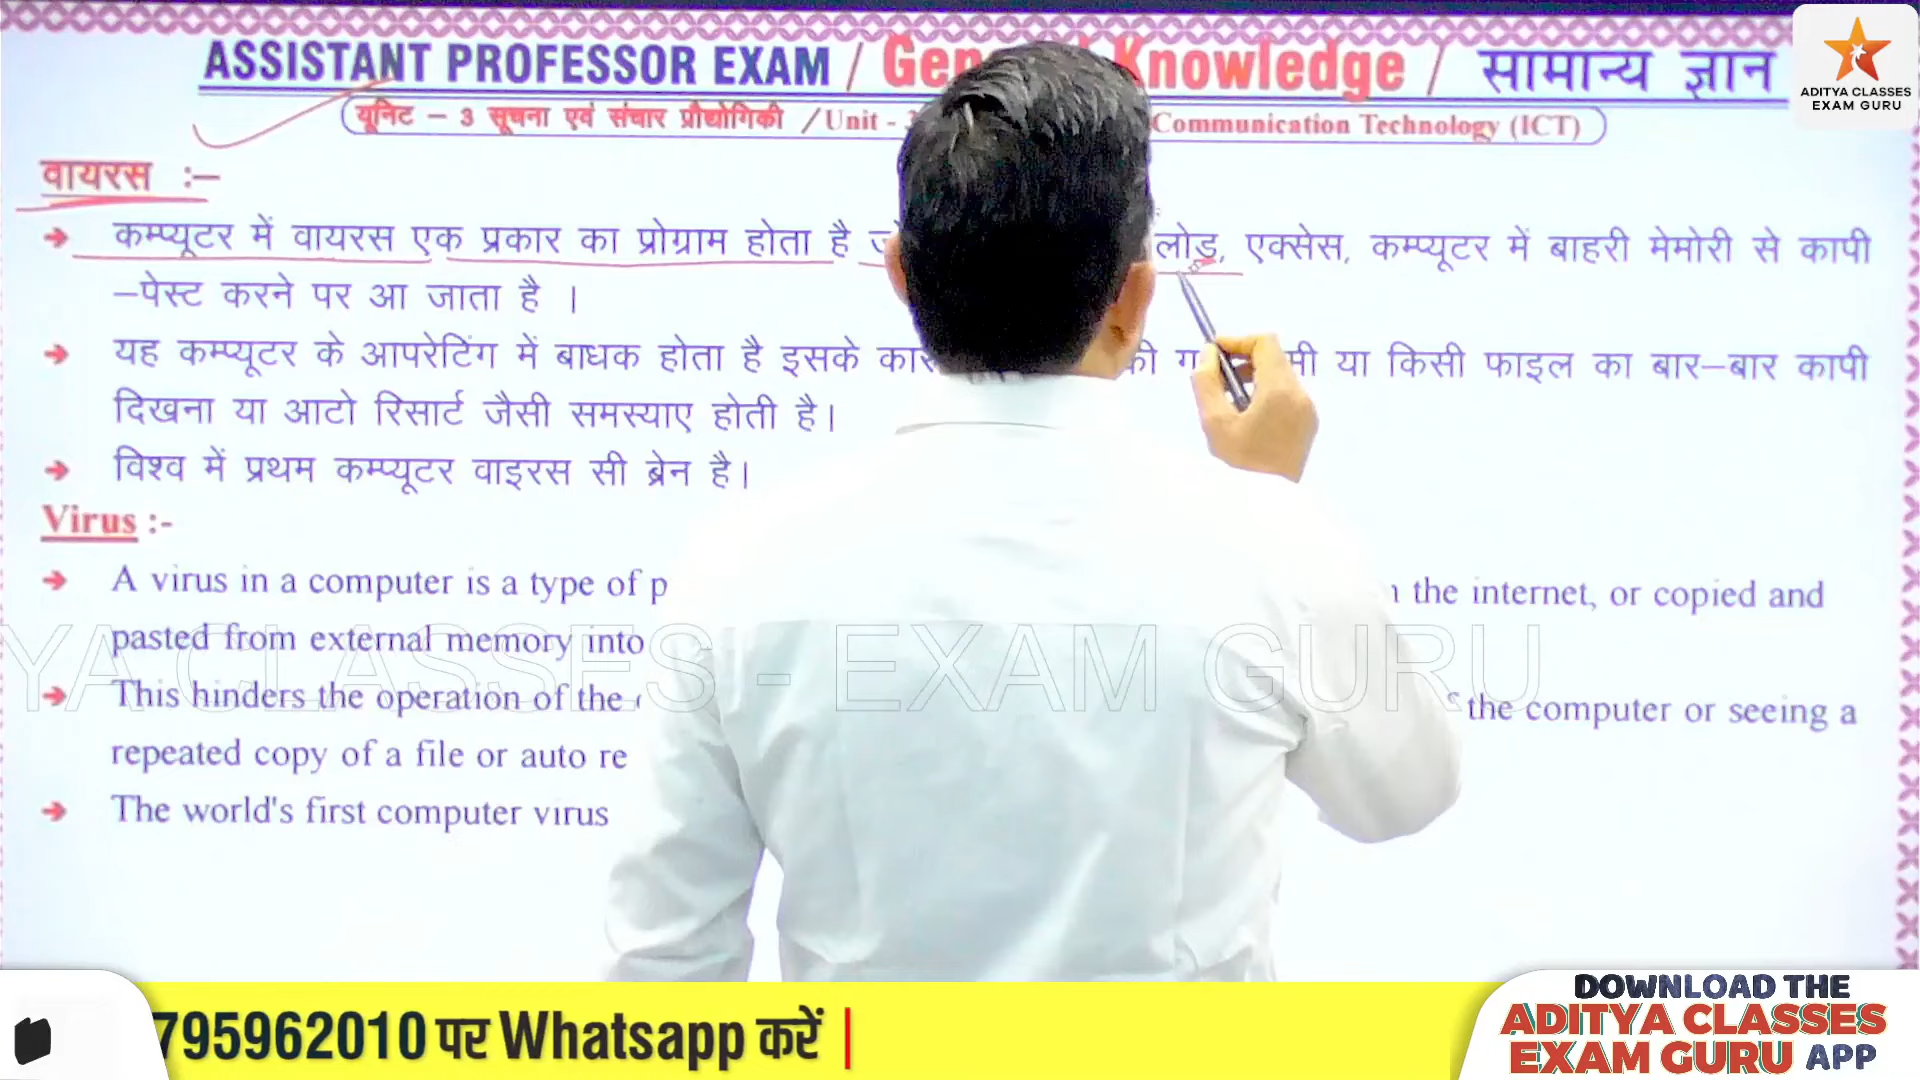 ASSISTANT PROFESSOR EXAM / Knowledge / सामान्य ज्ञान
ADITYA CLASSES
EXAM GURU
यूनिट – 3 सूचना एवं संचार प्रौद्योगिकी / Unit - Communication Technology (ICT)
वायरस :–
कम्प्यूटर में वायरस एक प्रकार का प्रोग्राम होता है एक्सेस, कम्प्यूटर में बाहरी मेमोरी से कापी
–पेस्ट करने पर आ जाता है ।
यह कम्प्यूटर के आपरेटिंग में बाधक होता है इसके या किसी फाइल का बार–बार कापी
दिखना या आटो रिसार्ट जैसी समस्याए होती है।
विश्व में प्रथम कम्प्यूटर वाइरस सी ब्रेन है।
Virus :-
A virus in a computer is a type of the internet, or copied and
pasted from external memory into
This hinders the operation of the the computer or seeing a
repeated copy of a file or auto
The world's first computer virus
YA CLASSES - EXAM GURU
795962010 पर Whatsapp करें |
DOWNLOAD THE
ADITYA CLASSES
EXAM GURU APP